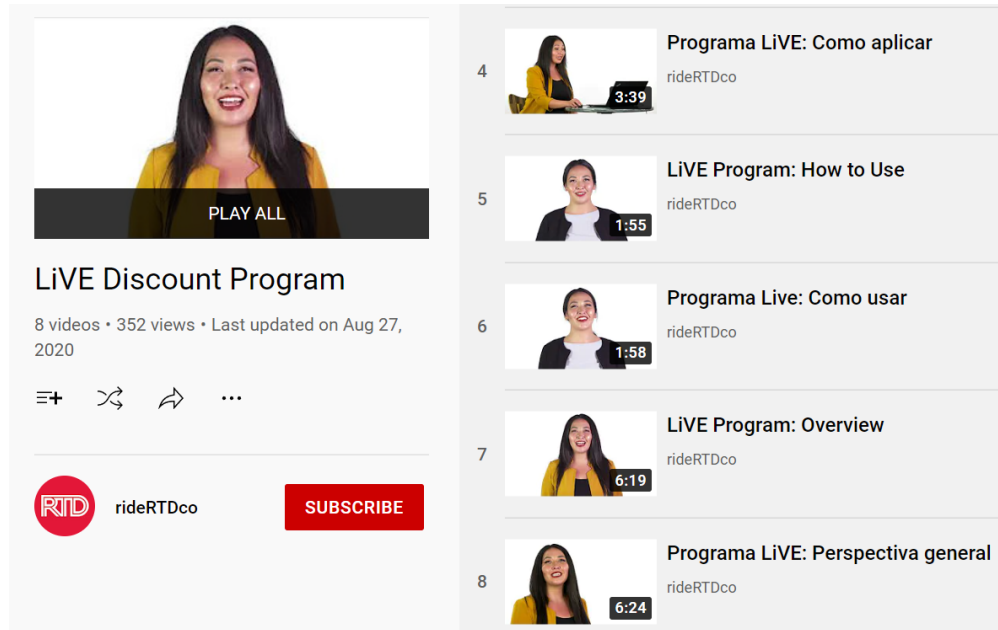 PLAY ALL
LiVE Discount Program
8 videos • 352 views • Last updated on Aug 27,
2020
RTD
rideRTDco
SUBSCRIBE
4
3:39
Programa LiVE: Como aplicar
rideRTDco
5
1:55
LiVE Program: How to Use
rideRTDco
6
1:58
Programa Live: Como usar
rideRTDco
7
6:19
LiVE Program: Overview
rideRTDco
8
6:24
Programa LiVE: Perspectiva general
rideRTDco